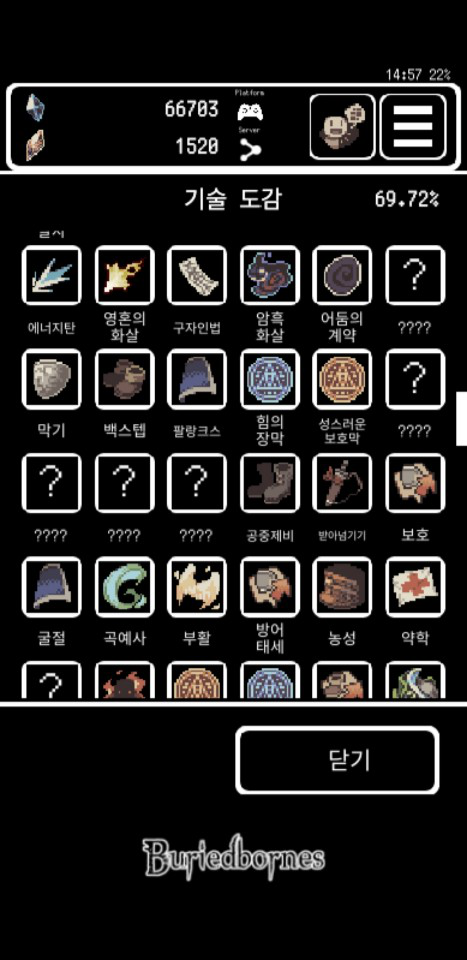 14:57 22%
Platform
66703
Server
1520
기술 도감
69.72%
에너지탄
영혼의
화살
구자인법
암흑
화살
어둠의
계약
????
막기
백스텝
팔랑크스
힘의
장막
성스러운
보호막
????
????
????
????
공중제비
받아넘기기
보호
굴절
곡예사
부활
방어
태세
농성
약학
닫기
Buriedbornes